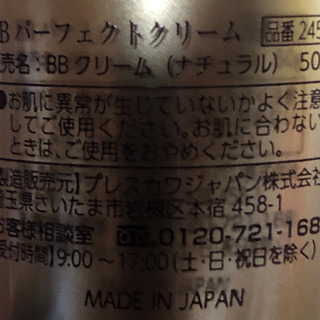 Bパーフェクトクリーム 品番245
売名:BBクリーム(ナチュラル) 50
●お肌に異常が生じていないかよく注意
してご使用ください。お肌に合わない
ときは、ご使用をおやめください。
製造販売元】プレスカワジャパン株式会
埼玉県さいたま市岩槻区本宿 458-1
お客様相談室 0120-721-168
受付時間】9:00～17:00(土・日・祝日を除く)
MADE IN JAPAN